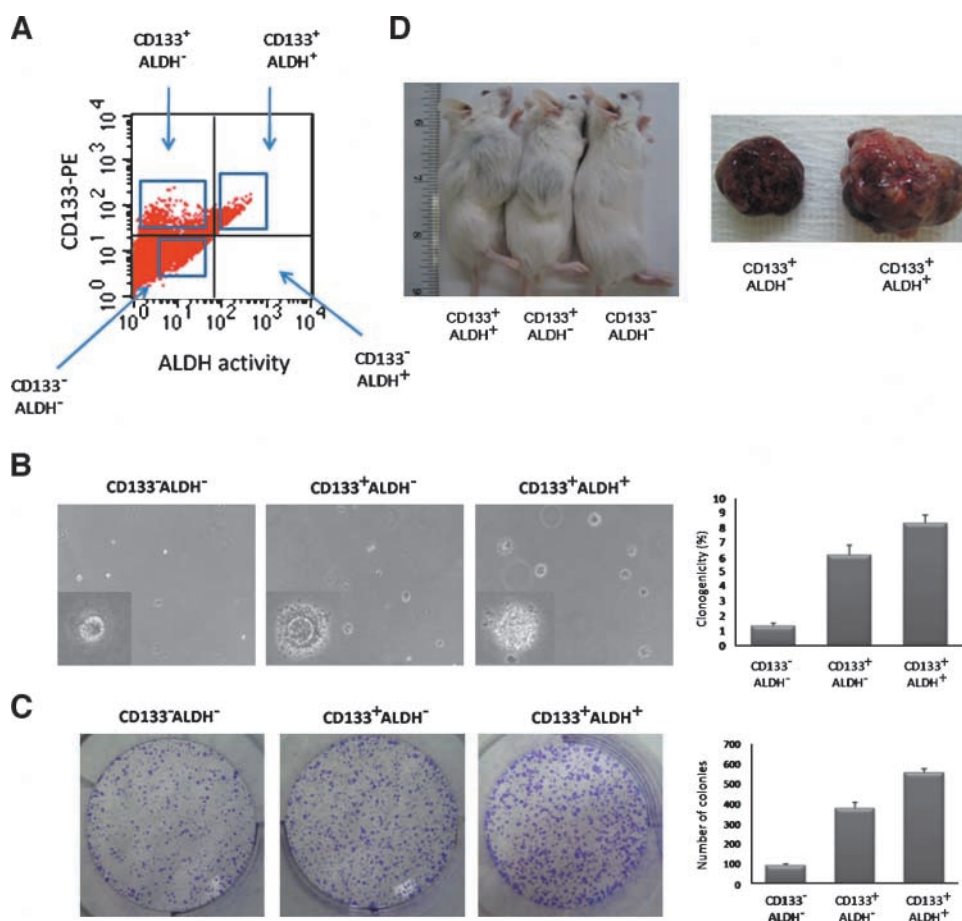 A
CD133+
ALDH-
CD133+
ALDH+
CD133-PE
10^4
10^3
10^2
10^1
10^0
10^0 10^1 10^2 10^3 10^4
ALDH activity
CD133-
ALDH-
CD133-
ALDH+
D
6
7
8
9
CD133+
ALDH+
CD133+
ALDH-
CD133-
ALDH-
CD133+
ALDH-
CD133+
ALDH+
B
CD133-ALDH-
CD133+ALDH-
CD133+ALDH+
Clonogenicity (%)
10
9
8
7
6
5
4
3
2
1
0
CD133-
ALDH-
CD133+
ALDH-
CD133+
ALDH+
C
CD133-ALDH-
CD133+ALDH-
CD133+ALDH+
Number of colonies
700
600
500
400
300
200
100
0
CD133-
ALDH-
CD133+
ALDH-
CD133+
ALDH+